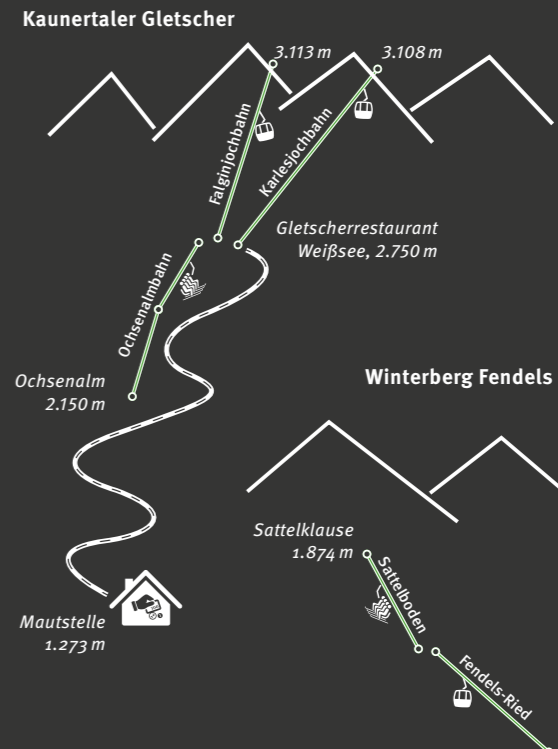 Kaunertaler Gletscher
3.113 m
3.108 m
Falginjochbahn
Karlesjochbahn
Gletscherrestaurant
Weißsee, 2.750 m
Ochsenalmbahn
Ochsenalm
2.150 m
Winterberg Fendels
Sattelklause
1.874 m
Sattelboden
Mautstelle
1.273 m
Fendels-Ried